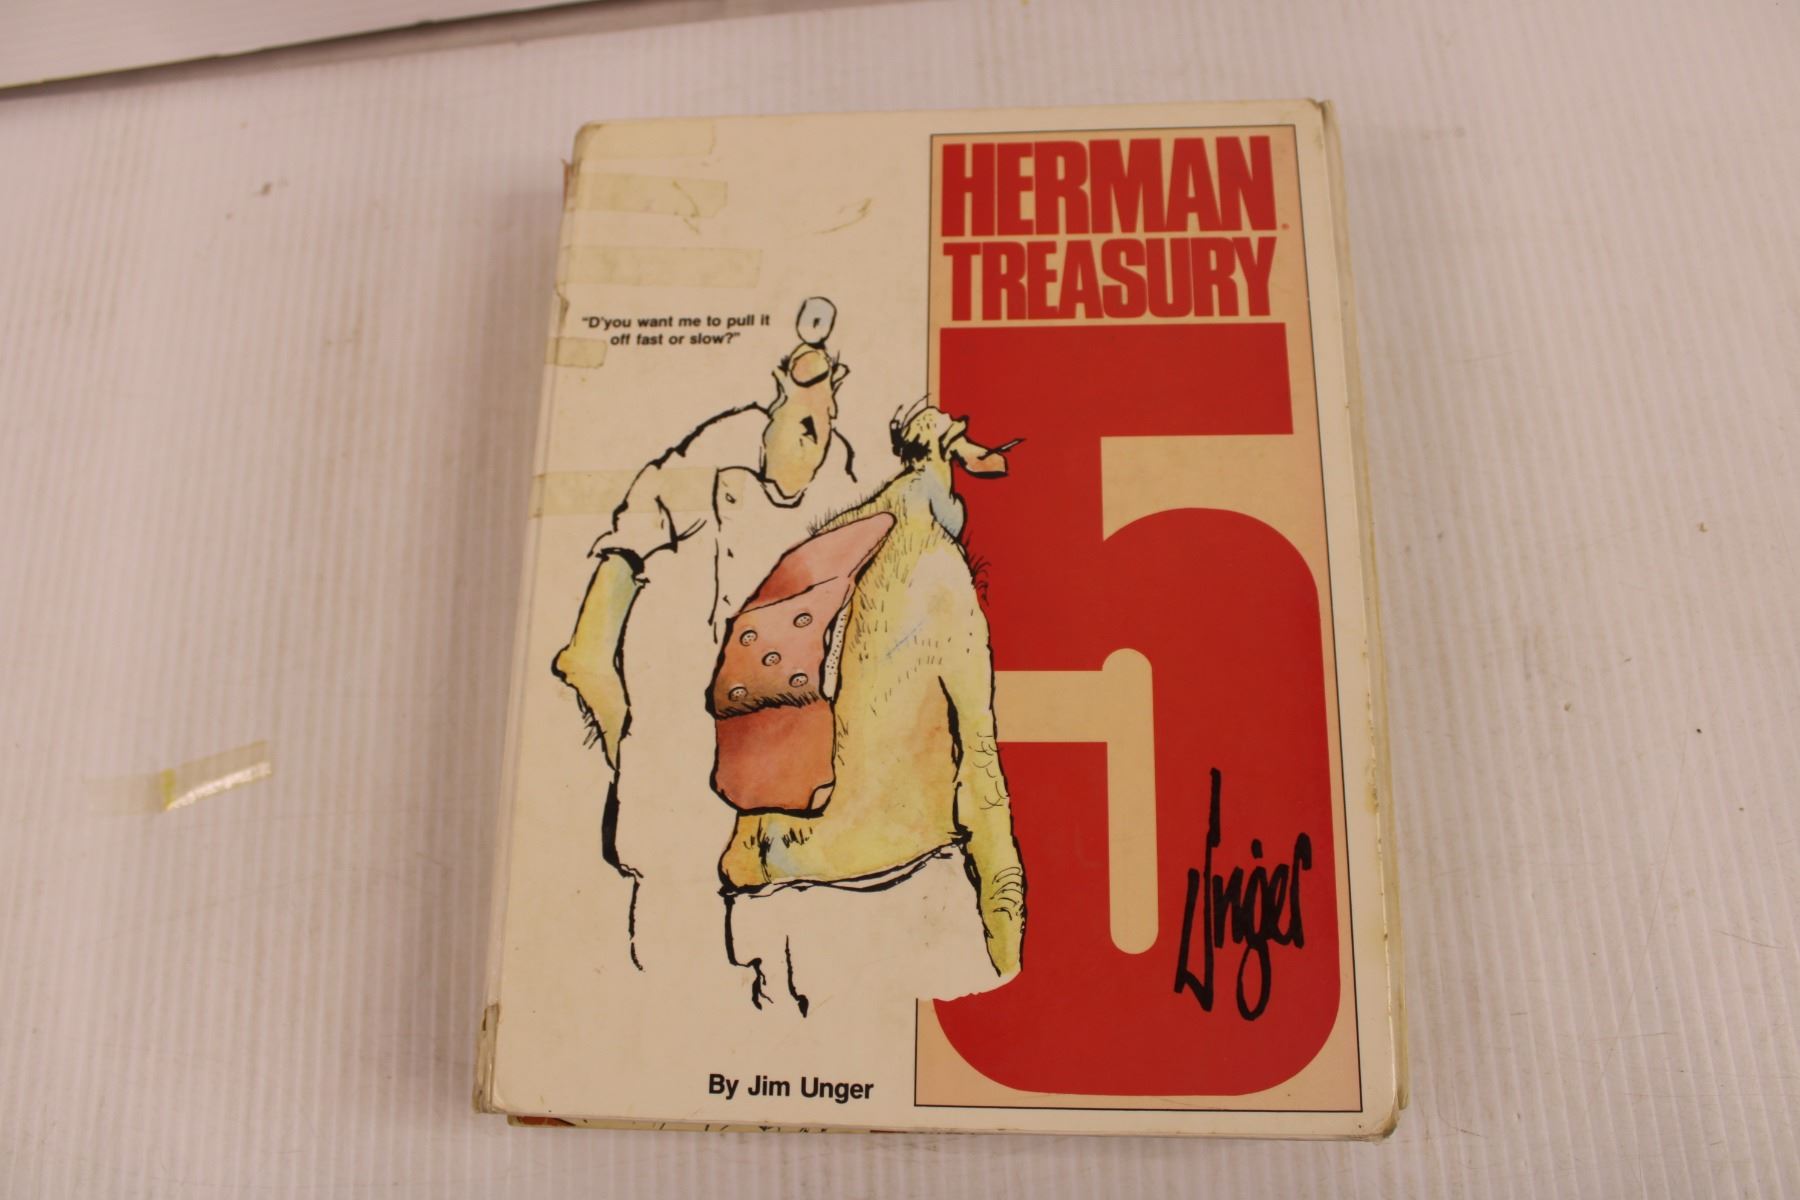 HERMAN
TREASURY
5
"D'you want me to pull it
off fast or slow?"
Unger
By Jim Unger